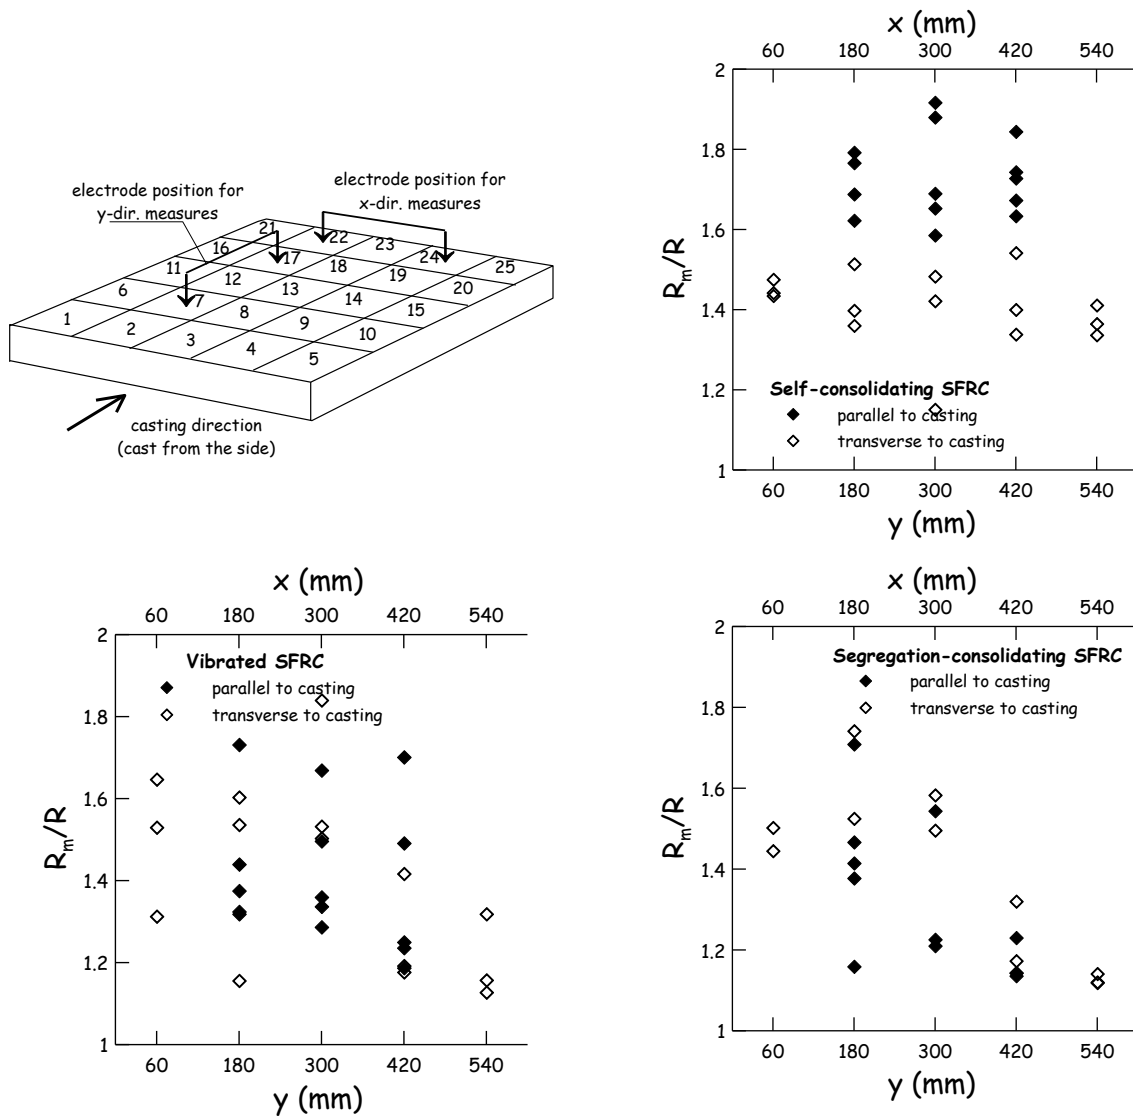 electrode position for
y-dir. measures
electrode position for
x-dir. measures
21
22
23
24
25
16
17
18
19
20
11
12
13
14
15
6
7
8
9
10
1
2
3
4
5
casting direction
(cast from the side)
x (mm)
60 180 300 420 540
2
1.8
1.6
1.4
1.2
1
Rₘ/R
Self-consolidating SFRC
parallel to casting
transverse to casting
60 180 300 420 540
y (mm)
x (mm)
60 180 300 420 540
2
1.8
1.6
1.4
1.2
1
Rₘ/R
Vibrated SFRC
parallel to casting
transverse to casting
60 180 300 420 540
y (mm)
x (mm)
60 180 300 420 540
2
1.8
1.6
1.4
1.2
1
Rₘ/R
Segregation-consolidating SFRC
parallel to casting
transverse to casting
60 180 300 420 540
y (mm)